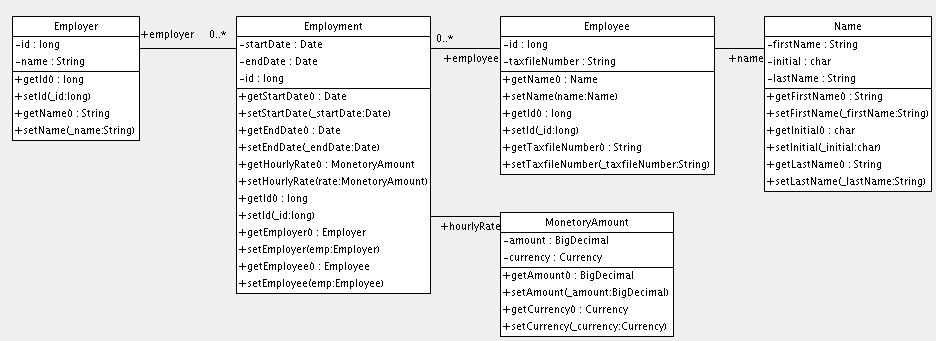 Employer
-id : long
-name : String
+getId() : long
+setId(_id:long)
+getName() : String
+setName(_name:String)
+employer
0..*
Employment
-startDate : Date
-endDate : Date
-id : long
+getStartDate() : Date
+setStartDate(_startDate:Date)
+getEndDate() : Date
+setEndDate(_endDate:Date)
+getHourlyRate() : MonetoryAmount
+setHourlyRate(rate:MonetoryAmount)
+getId() : long
+setId(_id:long)
+getEmployer() : Employer
+setEmployer(emp:Employer)
+getEmployee() : Employee
+setEmployee(emp:Employee)
0..*
+employee
Employee
-id : long
-taxfileNumber : String
+getName() : Name
+setName(name:Name)
+getId() : long
+setId(_id:long)
+getTaxfileNumber() : String
+setTaxfileNumber(_taxfileNumber:String)
+name
Name
-firstName : String
-initial : char
-lastName : String
+getFirstName() : String
+setFirstName(_firstName:String)
+getInitial() : char
+setInitial(_initial:char)
+getLastName() : String
+setLastName(_lastName:String)
+hourlyRate
MonetoryAmount
-amount : BigDecimal
-currency : Currency
+getAmount() : BigDecimal
+setAmount(_amount:BigDecimal)
+getCurrency() : Currency
+setCurrency(_currency:Currency)